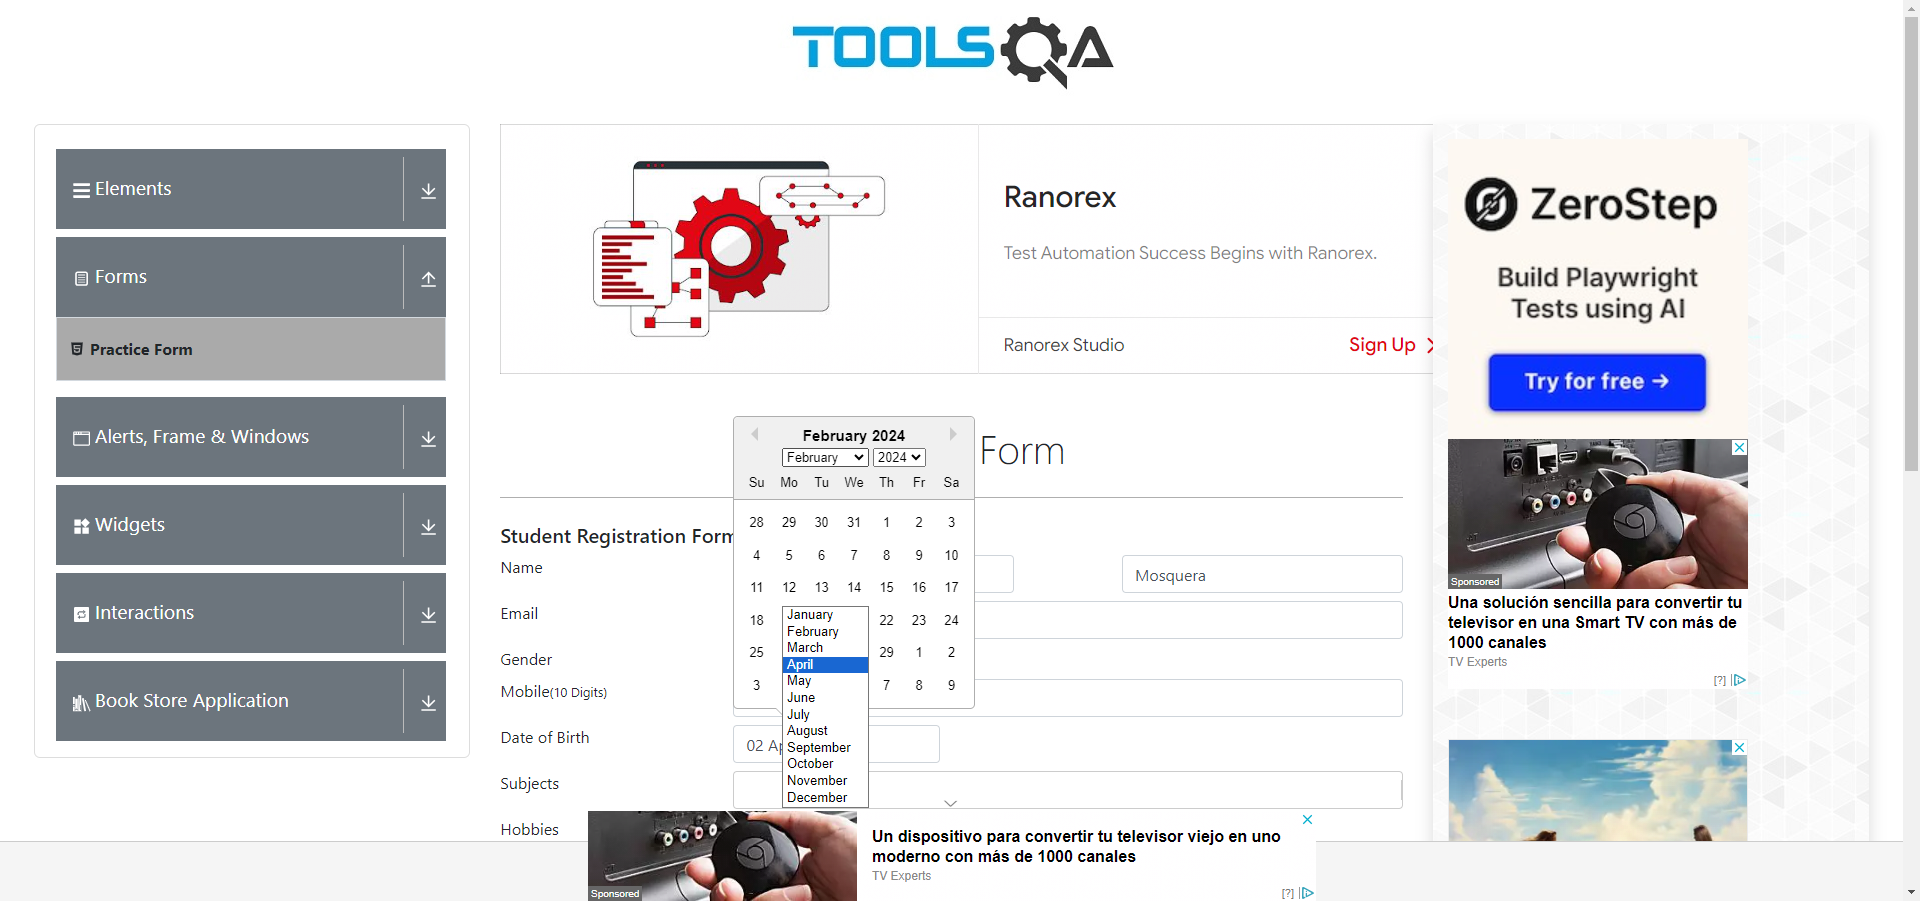 TOOLSQA
Elements
Forms
Practice Form
Alerts, Frame & Windows
Widgets
Interactions
Book Store Application
Ranorex
Test Automation Success Begins with Ranorex.
Ranorex Studio
Sign Up
Form
Student Registration Form
Name
Mosquera
Email
Gender
Mobile(10 Digits)
Date of Birth
02 Ap
Subjects
Hobbies
February 2024
February 2024
Su Mo Tu We Th Fr Sa
28 29 30 31 1 2 3
4 5 6 7 8 9 10
11 12 13 14 15 16 17
18 22 23 24
25 29 1 2
3 7 8 9
January
February
March
April
May
June
July
August
September
October
November
December
ZeroStep
Build Playwright
Tests using AI
Try for free →
Sponsored
Una solución sencilla para convertir tu
televisor en una Smart TV con más de
1000 canales
TV Experts
[?]
Sponsored
Un dispositivo para convertir tu televisor viejo en uno
moderno con más de 1000 canales
TV Experts
[?]